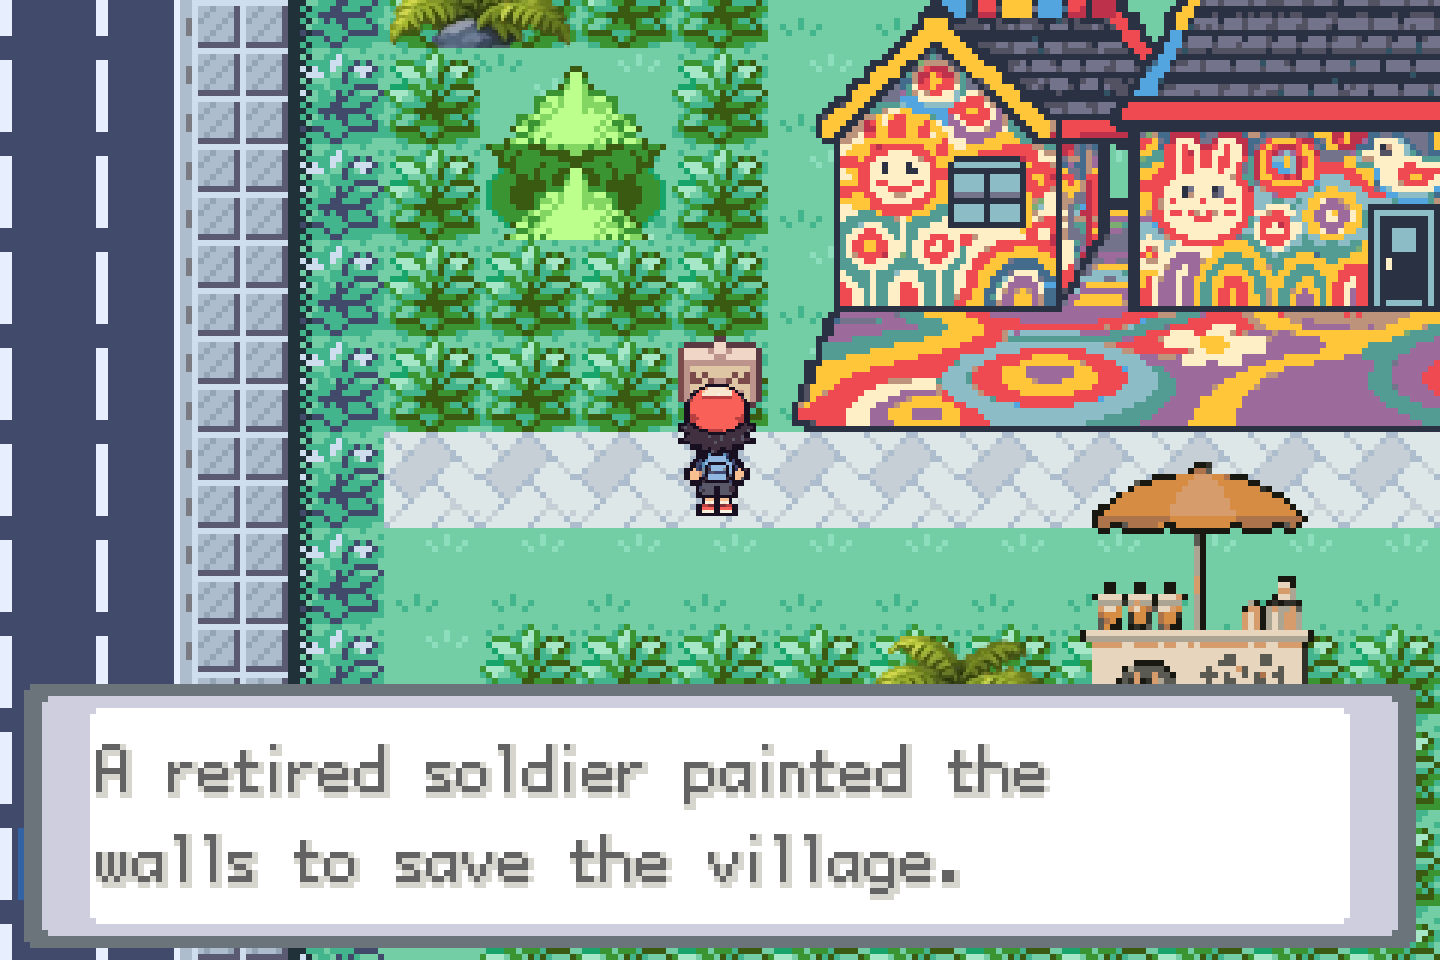 A retired soldier painted the
walls to save the village.